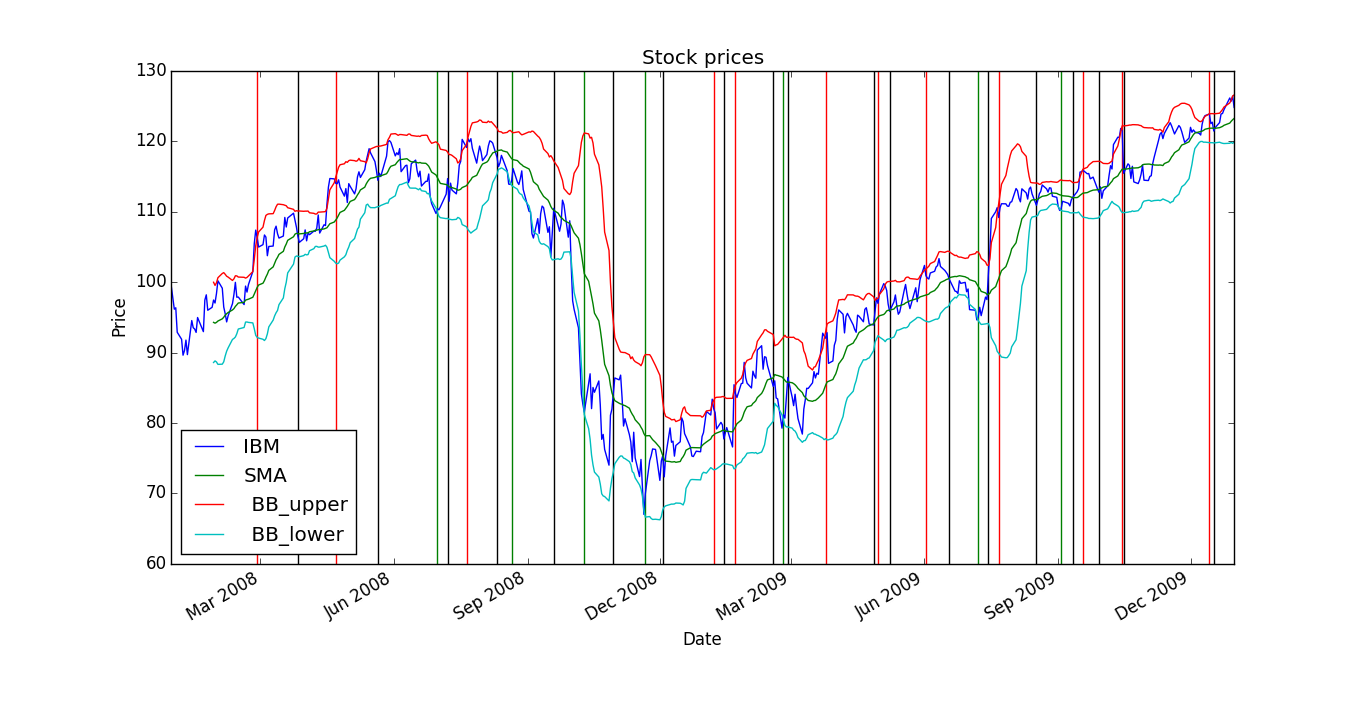 Stock prices
130
120
110
100
90
80
70
60
Price
IBM
SMA
BB_upper
BB_lower
Mar 2008
Jun 2008
Sep 2008
Dec 2008
Mar 2009
Jun 2009
Sep 2009
Dec 2009
Date